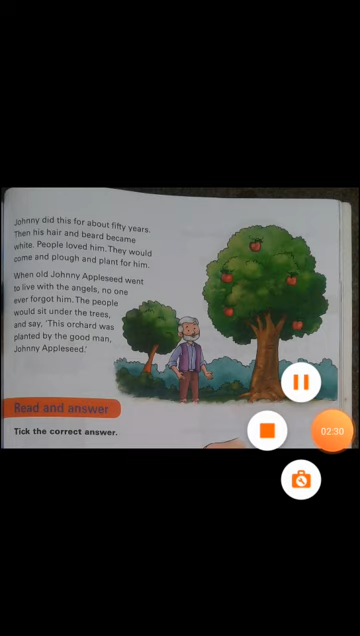 Johnny did this for about fifty years.
Then his hair and beard became
white. People loved him. They would
come and plough and plant for him.
When old Johnny Appleseed went
to live with the angels, no one
ever forgot him. The people
would sit under the trees,
and say, 'This orchard was
planted by the good man,
Johnny Appleseed.'
Read and answer
Tick the correct answer.
02:30